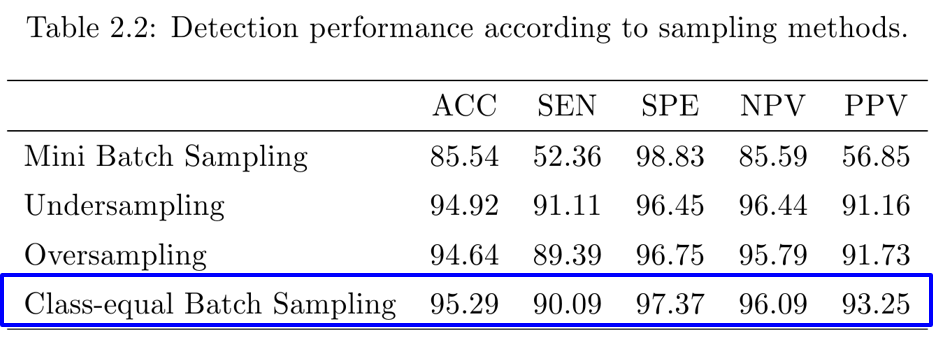 Table 2.2: Detection performance according to sampling methods.
ACC SEN SPE NPV PPV
Mini Batch Sampling 85.54 52.36 98.83 85.59 56.85
Undersampling 94.92 91.11 96.45 96.44 91.16
Oversampling 94.64 89.39 96.75 95.79 91.73
Class-equal Batch Sampling 95.29 90.09 97.37 96.09 93.25